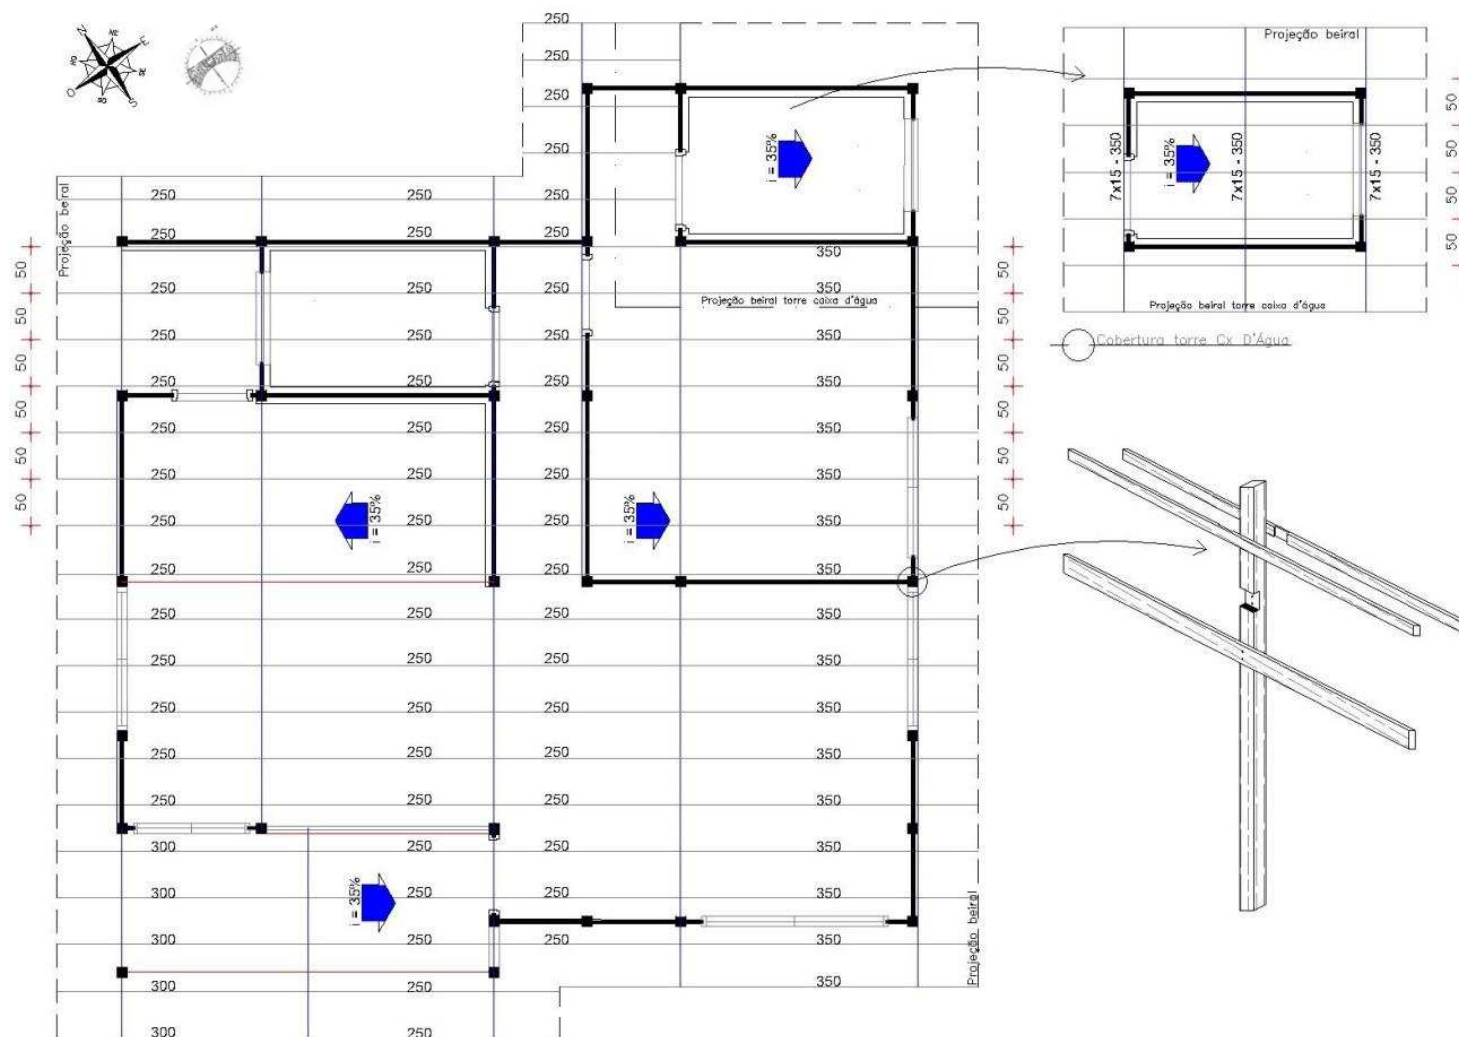 N
NE
E
SE
S
SO
O
NO
250
Projeção beiral
250
50
250
i = 35%
50
7x15 - 350
i = 35%
7x15 - 350
7x15 - 350
50
250 250 250
50
Projeção beiral
250 250 250
350
50 250 250 250 350 50
Projeção beiral torre caixa d'água
Projeção beiral torre caixa d'água
50 250 250 250 350 50
Cobertura torre Cx D'Água
50 250 250 250 350 50
50 250 250 250 350 50
50 250 250 250 350 50
50 250 250 250 350 50
i = 35%
i = 35%
250 250 250 350
250 250 250 350
250 250 250 350
250 250 250 350
250 250 250 350
250 250 250 350
300 250 250 350
300 250 250 350
i = 35%
300 250 250 350
Projeção beiral
300 250 350
300 250